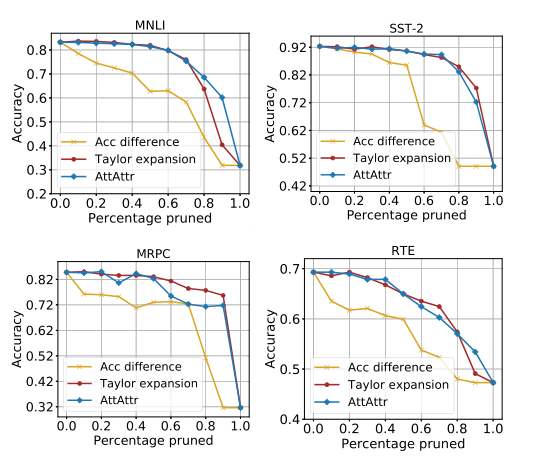 MNLI
Accuracy
0.8
0.7
0.6
0.5
0.4
0.3
0.2
Acc difference
Taylor expansion
AttAttr
0.0 0.2 0.4 0.6 0.8 1.0
Percentage pruned
SST-2
Accuracy
0.92
0.82
0.72
0.62
0.52
0.42
Acc difference
Taylor expansion
AttAttr
0.0 0.2 0.4 0.6 0.8 1.0
Percentage pruned
MRPC
Accuracy
0.82
0.72
0.62
0.52
0.42
0.32
Acc difference
Taylor expansion
AttAttr
0.0 0.2 0.4 0.6 0.8 1.0
Percentage pruned
RTE
Accuracy
0.7
0.6
0.5
0.4
Acc difference
Taylor expansion
AttAttr
0.0 0.2 0.4 0.6 0.8 1.0
Percentage pruned